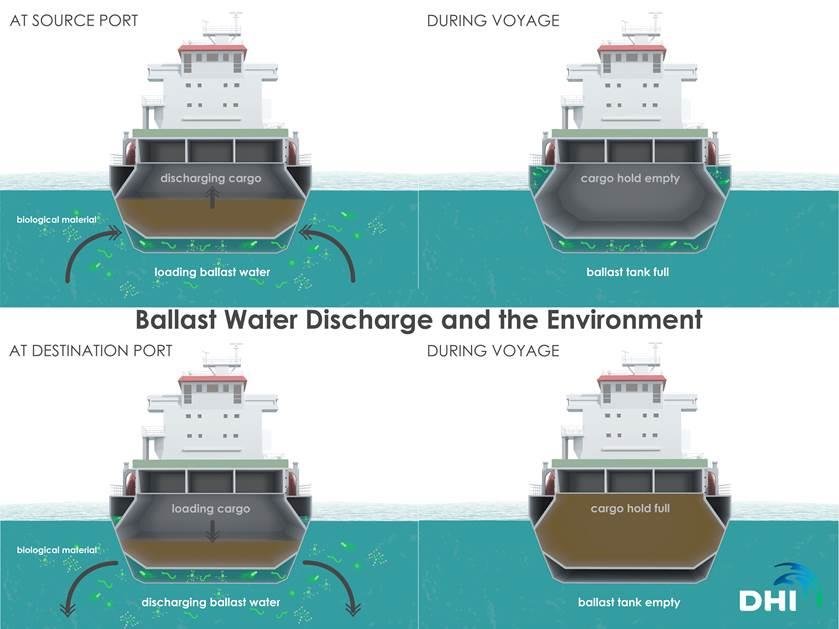 AT SOURCE PORT
DURING VOYAGE
discharging cargo
cargo hold empty
biological material
loading ballast water
ballast tank full
Ballast Water Discharge and the Environment
AT DESTINATION PORT
DURING VOYAGE
loading cargo
cargo hold full
biological material
discharging ballast water
ballast tank empty
DHI